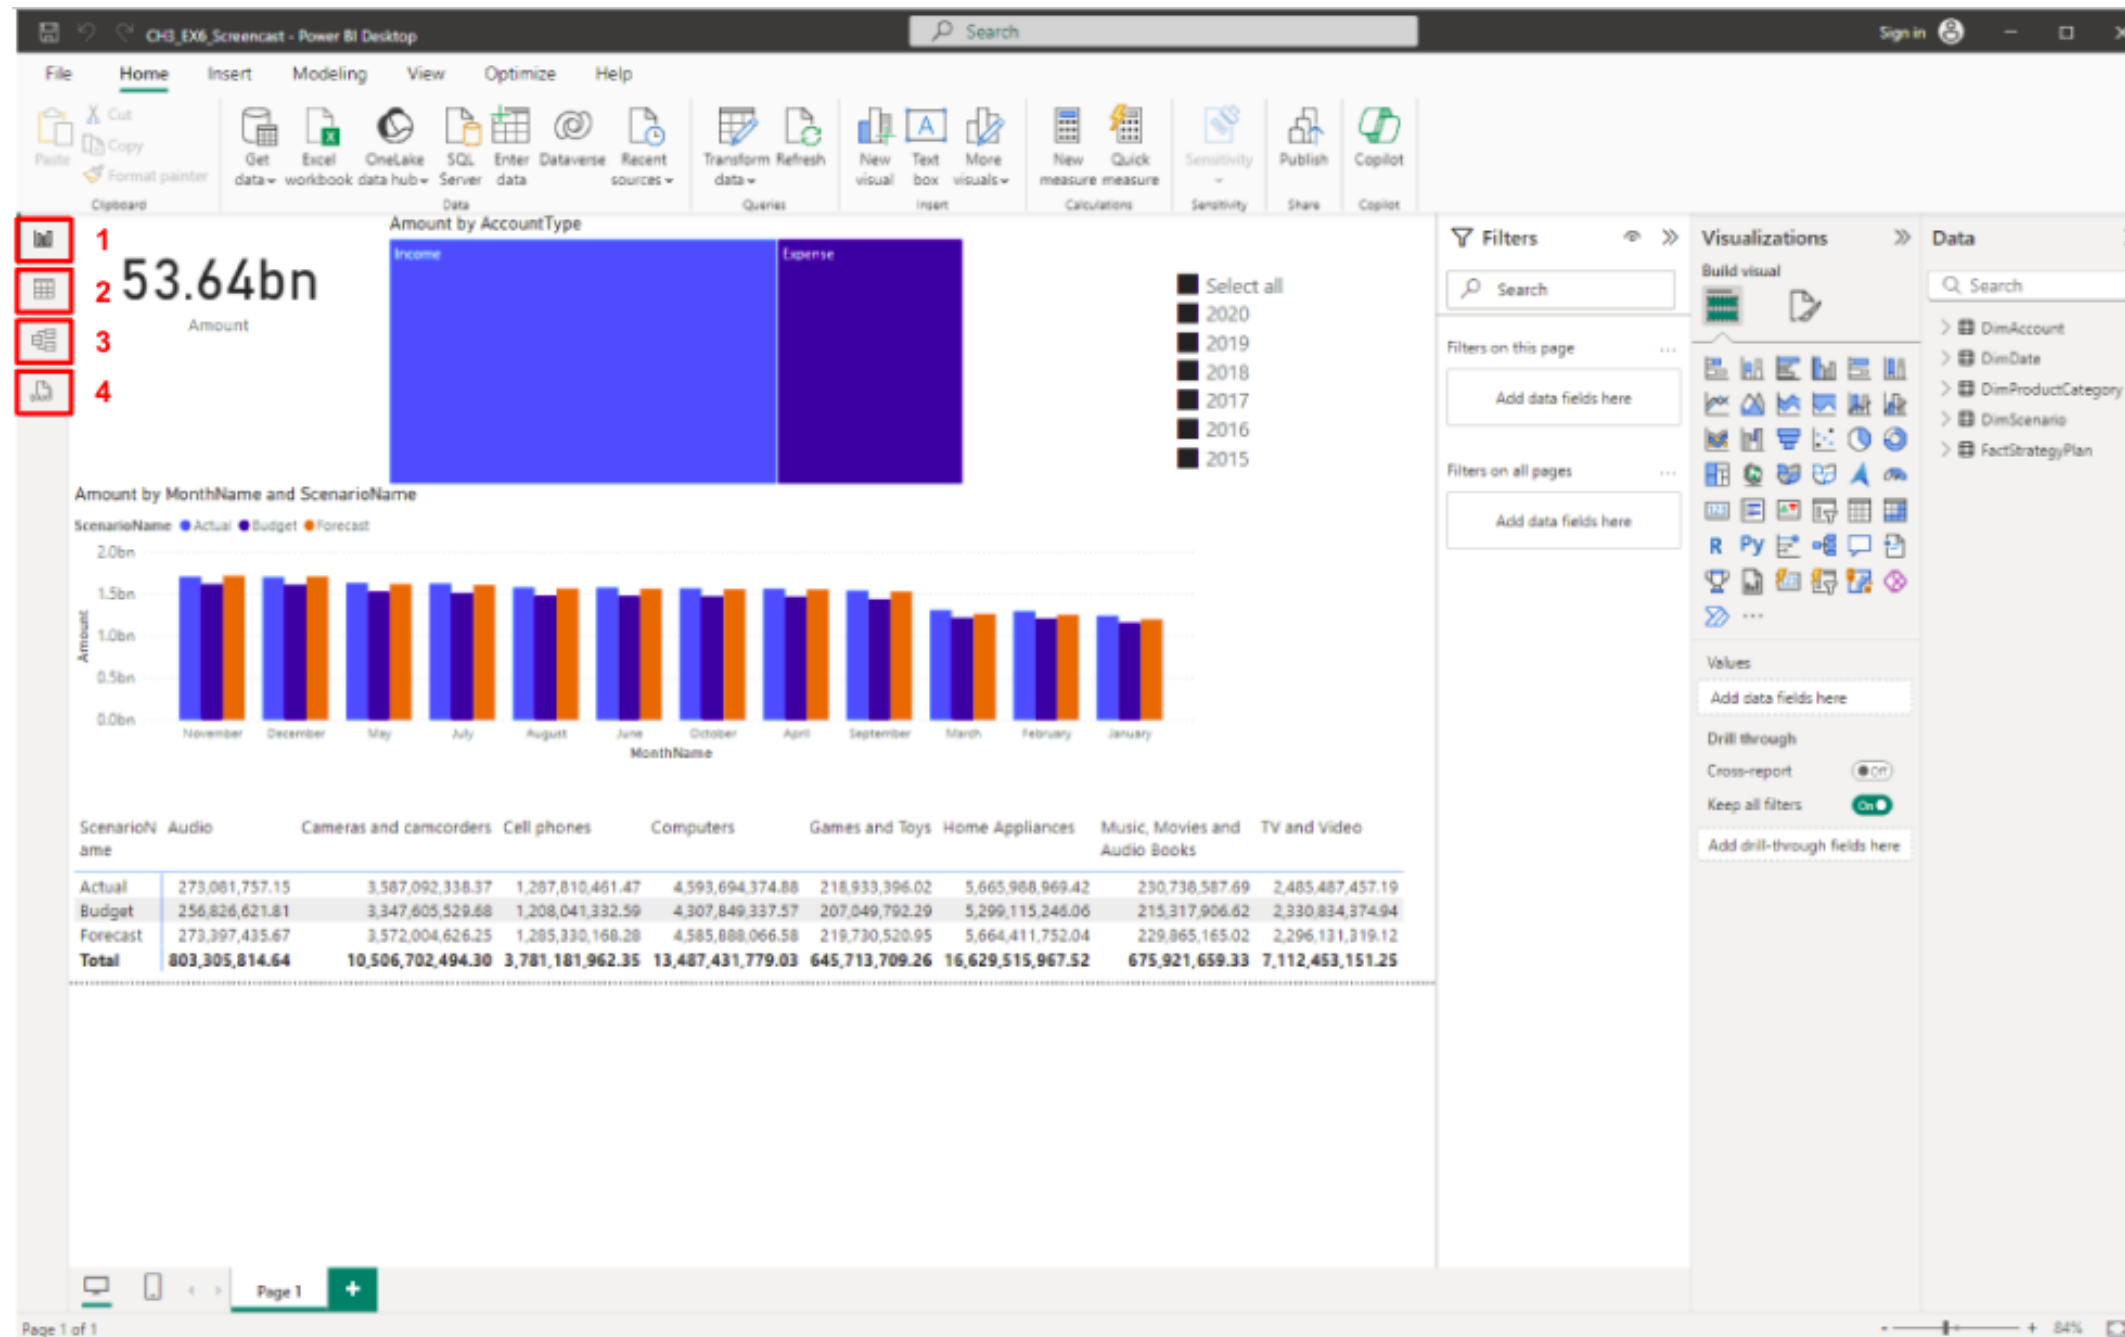 CH3_EX6_Screencast - Power BI Desktop
Search
Sign in
File Home Insert Modeling View Optimize Help
Paste
Cut
Copy
Format painter
Clipboard
Get data
Excel workbook
OneLake data hub
SQL Server
Enter data
Dataverse
Recent sources
Data
Transform data
Refresh
Queries
New visual
Text box
More visuals
Insert
New measure
Quick measure
Calculations
Sensitivity
Sensitivity
Publish
Share
Copilot
Copilot
1
2
3
4
53.64bn
Amount
Amount by AccountType
Income
Expense
Select all
2020
2019
2018
2017
2016
2015
Amount by MonthName and ScenarioName
ScenarioName Actual Budget Forecast
2.0bn
1.5bn
1.0bn
0.5bn
0.0bn
Amount
November December May July August June October April September March February January
MonthName
ScenarioN
ame
Audio Cameras and camcorders Cell phones Computers Games and Toys Home Appliances Music, Movies and Audio Books TV and Video
Actual 273,081,757.15 3,587,092,338.37 1,287,810,461.47 4,593,694,374.88 218,933,396.02 5,665,988,969.42 230,738,587.69 2,485,487,457.19
Budget 256,826,621.81 3,347,605,529.68 1,208,041,332.59 4,307,849,337.57 207,049,792.29 5,299,115,246.06 215,317,906.62 2,330,834,374.94
Forecast 273,397,435.67 3,572,004,626.25 1,285,330,168.28 4,585,888,066.58 219,730,520.95 5,664,411,752.04 229,865,165.02 2,296,131,319.12
Total 803,305,814.64 10,506,702,494.30 3,781,181,962.35 13,487,431,779.03 645,713,709.26 16,629,515,967.52 675,921,659.33 7,112,453,151.25
Filters
Search
Filters on this page
Add data fields here
Filters on all pages
Add data fields here
Visualizations
Build visual
123
R Py
Values
Add data fields here
Drill through
Cross-report Off
Keep all filters On
Add drill-through fields here
Data
Search
DimAccount
DimDate
DimProductCategory
DimScenario
FactStrategyPlan
Page 1
Page 1 of 1
84%